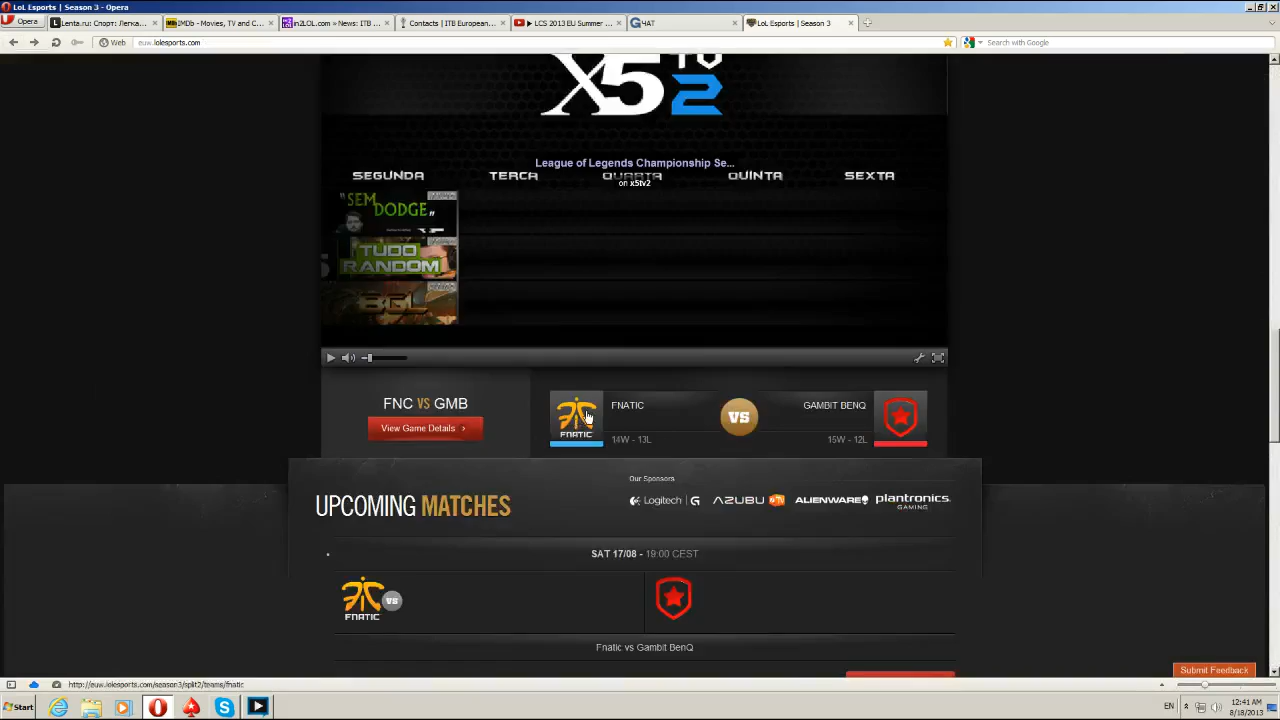 LoL Esports | Season 3 - Opera
Opera
Lenta.ru: Спорт: Легка...
IMDb - Movies, TV and C...
in2LOL.com » News: ITB ...
Contacts | ITB European...
LCS 2013 EU Summer ...
ЧАТ
LoL Esports | Season 3
Web
euw.lolesports.com
Search with Google
X5 TV
2
League of Legends Championship Se...
on x5tv2
SEGUNDA TERCA QUARTA QUINTA SEXTA
"SEM
DODGE"
TUDO
RANDOM
BGL
FNC VS GMB
View Game Details ›
FNATIC
FNATIC
14W - 13L
VS
GAMBIT BENQ
15W - 12L
UPCOMING MATCHES
Our Sponsors
Logitech | G AZUBU TV ALIENWARE plantronics.
GAMING
SAT 17/08 - 19:00 CEST
FNATIC
VS
Fnatic vs Gambit BenQ
Submit Feedback
http://euw.lolesports.com/season3/split2/teams/fnatic
Start
EN
12:41 AM
8/18/2013